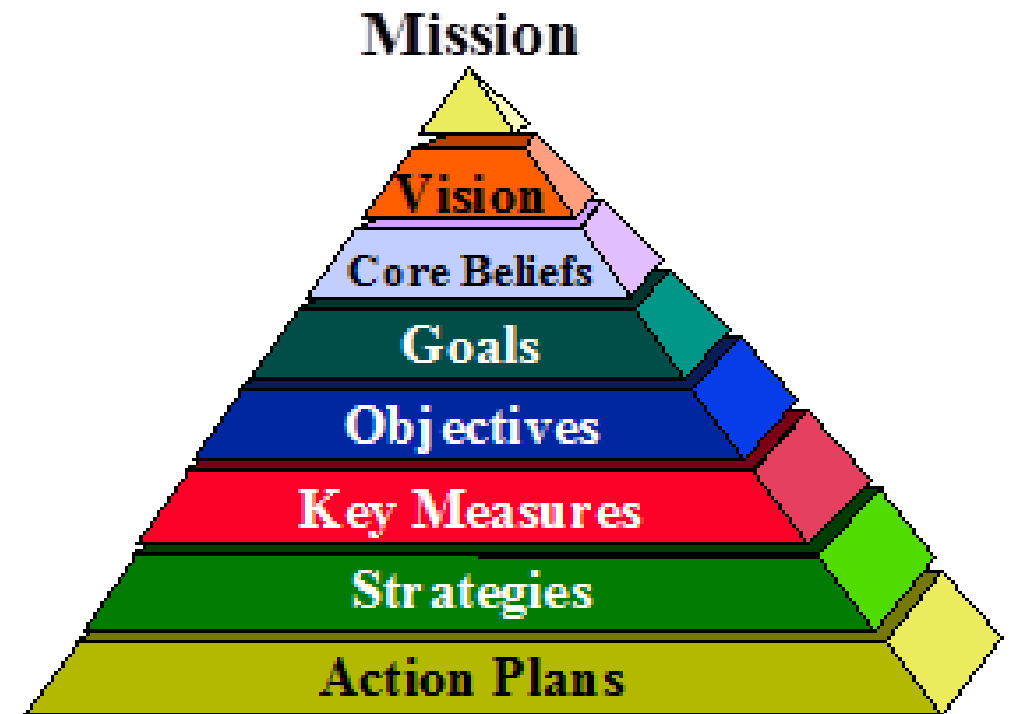 Mission
Vision
Core Beliefs
Goals
Objectives
Key Measures
Strategies
Action Plans